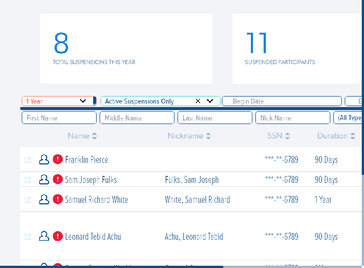 8 11
TOTAL SUSPENSIONS THIS YEAR SUSPENDED PARTICIPANTS
1 Year Active Suspensions Only Begin Date
First Name Middle Name Last Name Nick Name (All Type
Name Nickname SSN Duration
Franklin Pierce ***-**-6789 90 Days
Sam Joseph Fulks Fulks, Sam Joseph ***-**-6789 90 Days
Samuel Richard White White, Samuel Richard ***-**-6789 1 Year
Leonard Tebid Achu Achu, Leonard Tebid ***-**-6789 90 Days